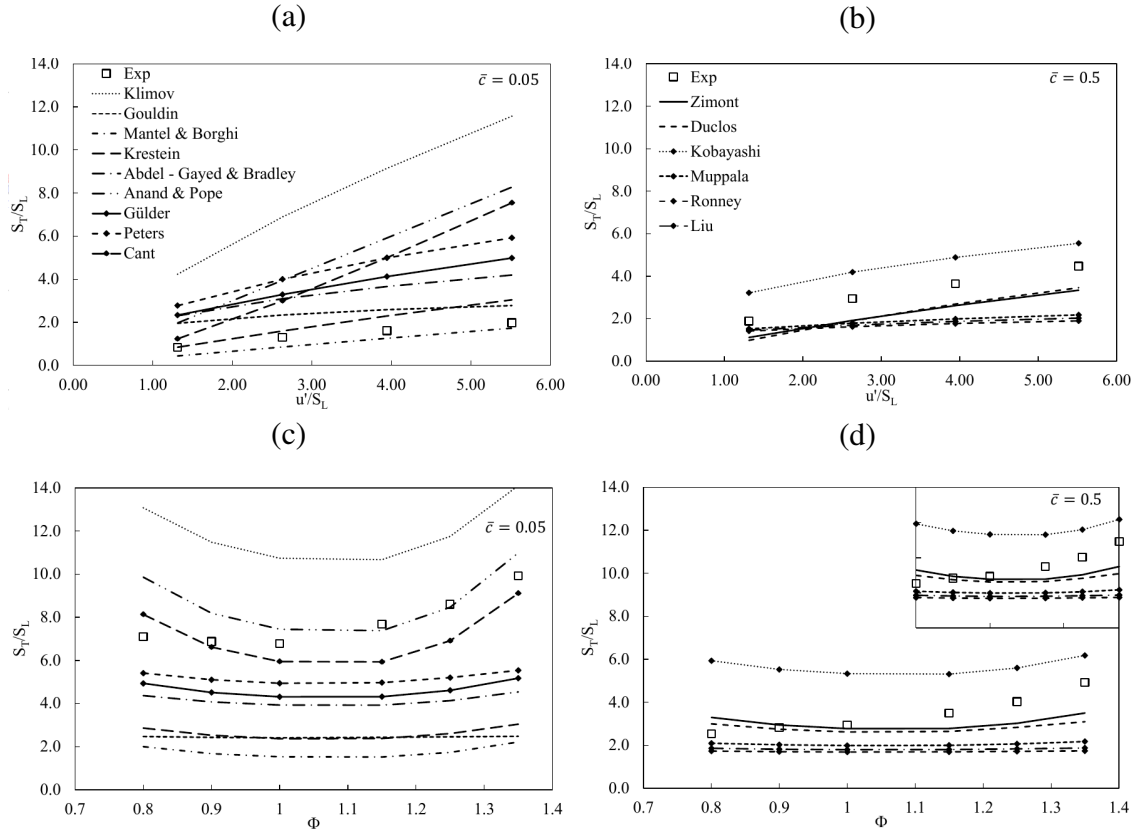 (a)
14.0
12.0
10.0
8.0
6.0
4.0
2.0
0.0
S_T/S_L
Exp
Klimov
Gouldin
Mantel & Borghi
Krestein
Abdel - Gayed & Bradley
Anand & Pope
Gülder
Peters
Cant
c̄ = 0.05
0.00 1.00 2.00 3.00 4.00 5.00 6.00
u'/S_L
(b)
14.0
12.0
10.0
8.0
6.0
4.0
2.0
0.0
S_T/S_L
Exp
Zimont
Duclos
Kobayashi
Muppala
Ronney
Liu
c̄ = 0.5
0.00 1.00 2.00 3.00 4.00 5.00 6.00
u'/S_L
(c)
14.0
12.0
10.0
8.0
6.0
4.0
2.0
0.0
S_T/S_L
c̄ = 0.05
0.7 0.8 0.9 1 1.1 1.2 1.3 1.4
Φ
(d)
14.0
12.0
10.0
8.0
6.0
4.0
2.0
0.0
S_T/S_L
c̄ = 0.5
0.7 0.8 0.9 1 1.1 1.2 1.3 1.4
Φ